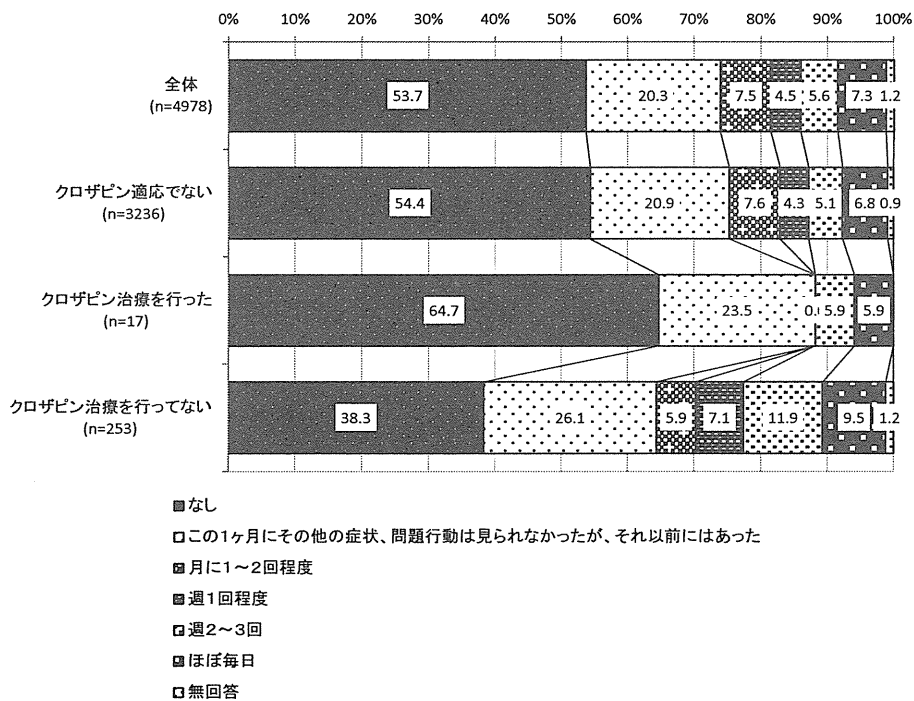 0% 10% 20% 30% 40% 50% 60% 70% 80% 90% 100%
全体
(n=4978)
53.7 20.3 7.5 4.5 5.6 7.3 1.2
クロザピン適応でない
(n=3236)
54.4 20.9 7.6 4.3 5.1 6.8 0.9
クロザピン治療を行った
(n=17)
64.7 23.5 5.9 5.9
クロザピン治療を行ってない
(n=253)
38.3 26.1 5.9 7.1 11.9 9.5 1.2
なし
この1ヶ月にその他の症状、問題行動は見られなかったが、それ以前にはあった
月に1～2回程度
週1回程度
週2～3回
ほぼ毎日
無回答